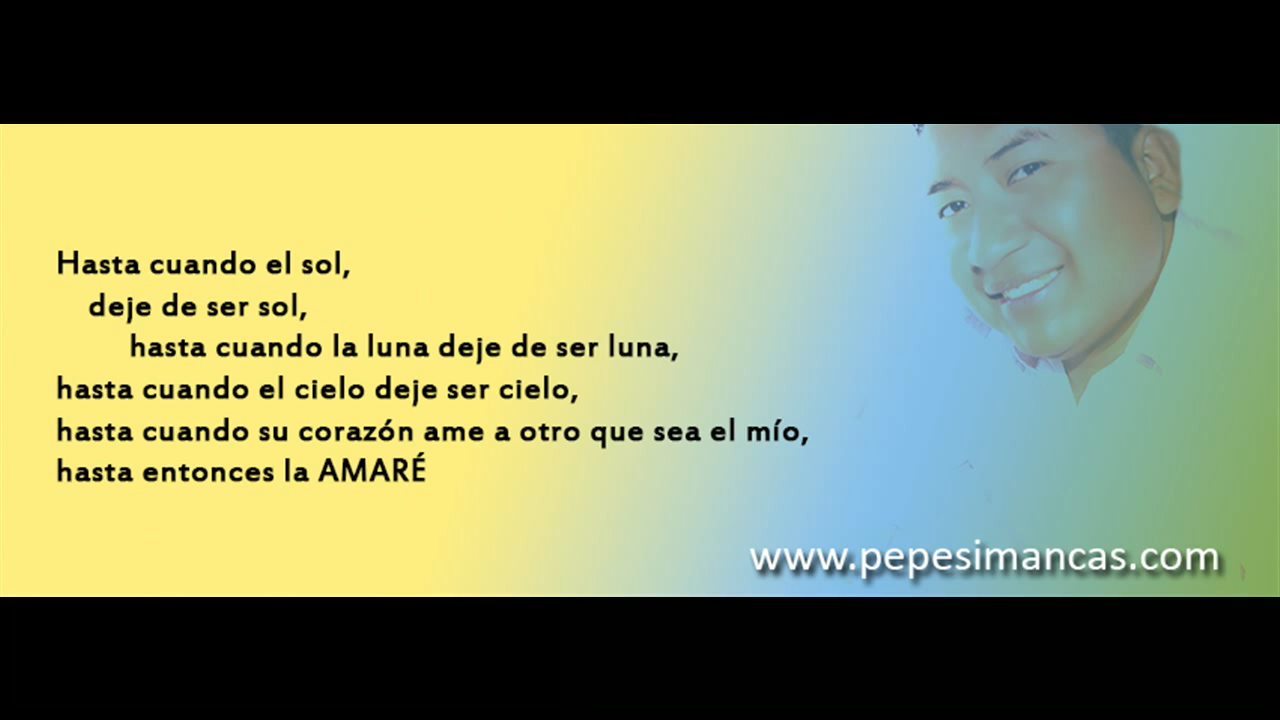 Hasta cuando el sol,
deje de ser sol,
hasta cuando la luna deje de ser luna,
hasta cuando el cielo deje ser cielo,
hasta cuando su corazón ame a otro que sea el mío,
hasta entonces la AMARÉ
www.pepesimancas.com